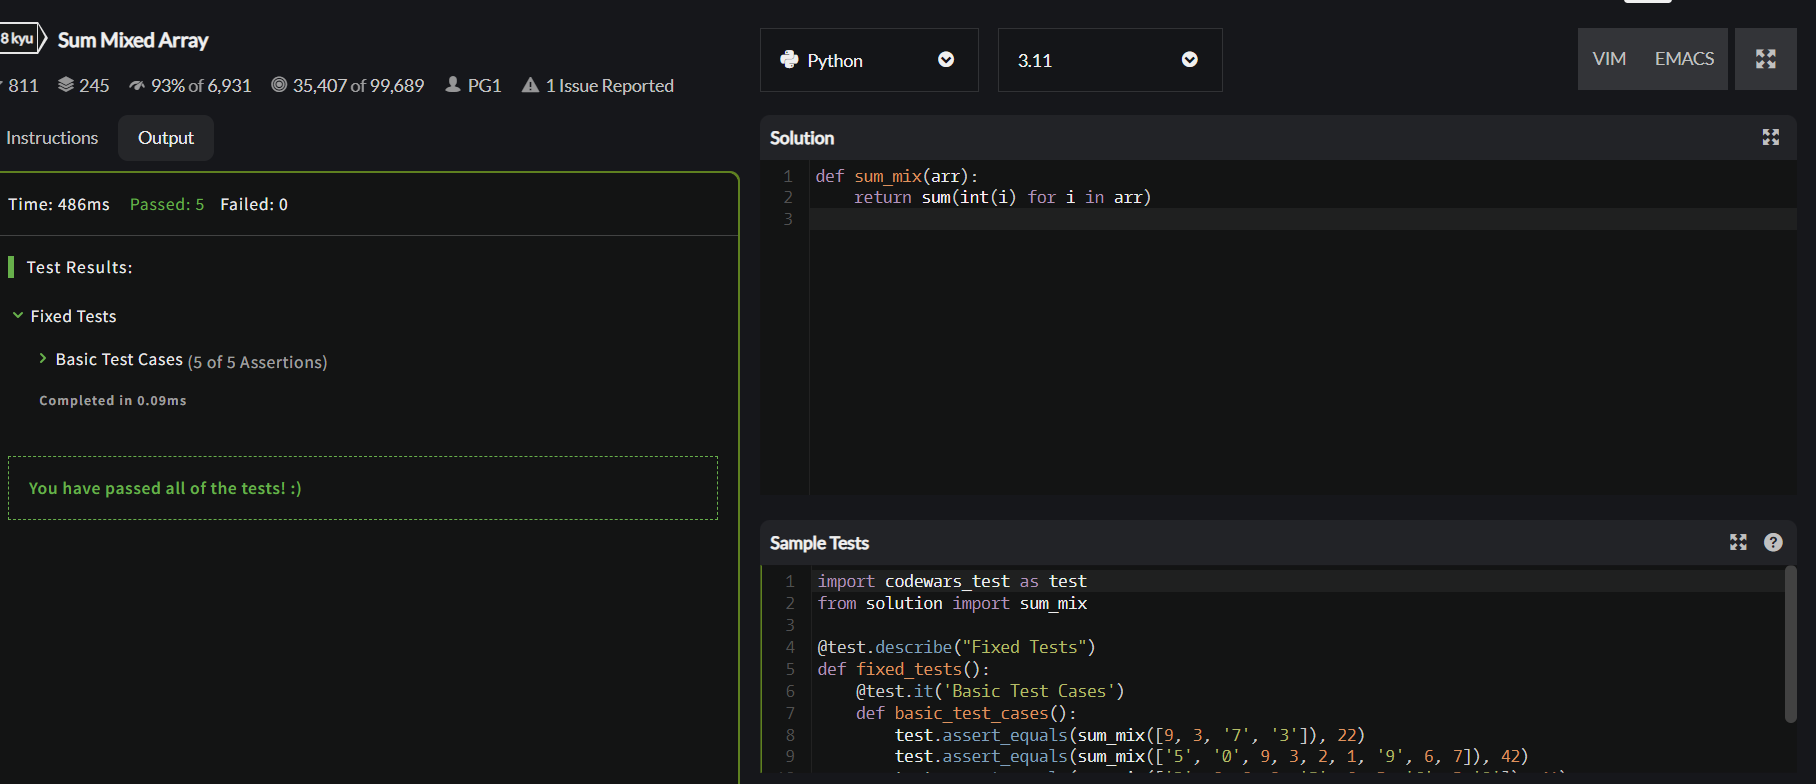 8 kyu Sum Mixed Array
811 245 93% of 6,931 35,407 of 99,689 PG1 1 Issue Reported
Instructions Output
Time: 486ms Passed: 5 Failed: 0
Test Results:
Fixed Tests
Basic Test Cases (5 of 5 Assertions)
Completed in 0.09ms
You have passed all of the tests! :)
Python 3.11 VIM EMACS
Solution
1 def sum_mix(arr):
2     return sum(int(i) for i in arr)
3
Sample Tests
1 import codewars_test as test
2 from solution import sum_mix
3
4 @test.describe("Fixed Tests")
5 def fixed_tests():
6     @test.it('Basic Test Cases')
7     def basic_test_cases():
8         test.assert_equals(sum_mix([9, 3, '7', '3']), 22)
9         test.assert_equals(sum_mix(['5', '0', 9, 3, 2, 1, '9', 6, 7]), 42)